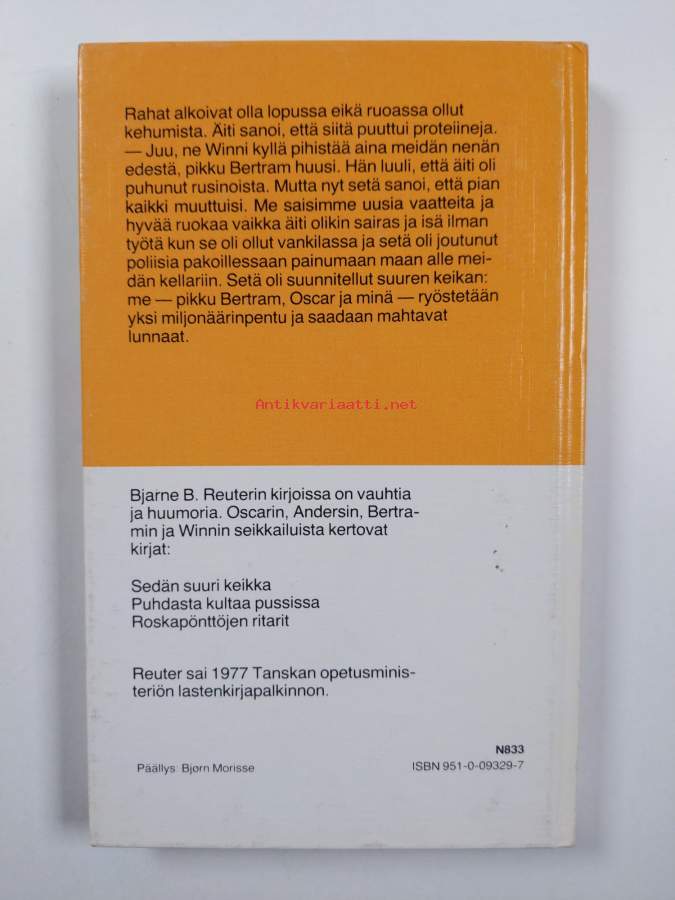 Rahat alkoivat olla lopussa eikä ruoassa ollut
kehumista. Äiti sanoi, että siitä puuttui proteiineja.
— Juu, ne Winni kyllä pihistää aina meidän nenän
edestä, pikku Bertram huusi. Hän luuli, että äiti oli
puhunut rusinoista. Mutta nyt setä sanoi, että pian
kaikki muuttuisi. Me saisimme uusia vaatteita ja
hyvää ruokaa vaikka äiti olikin sairas ja isä ilman
työtä kun se oli ollut vankilassa ja setä oli joutunut
poliisia pakoillessaan painumaan maan alle mei-
dän kellariin. Setä oli suunnitellut suuren keikan:
me — pikku Bertram, Oscar ja minä — ryöstetään
yksi miljonäärinpentu ja saadaan mahtavat
lunnaat.
Antikvariaatti.net
Bjarne B. Reuterin kirjoissa on vauhtia
ja huumoria. Oscarin, Andersin, Bertra-
min ja Winnin seikkailuista kertovat
kirjat:
Sedän suuri keikka
Puhdasta kultaa pussissa
Roskapönttöjen ritarit
Reuter sai 1977 Tanskan opetusminis-
teriön lastenkirjapalkinnon.
N833
Päällys: Bjørn Morisse
ISBN 951-0-09329-7